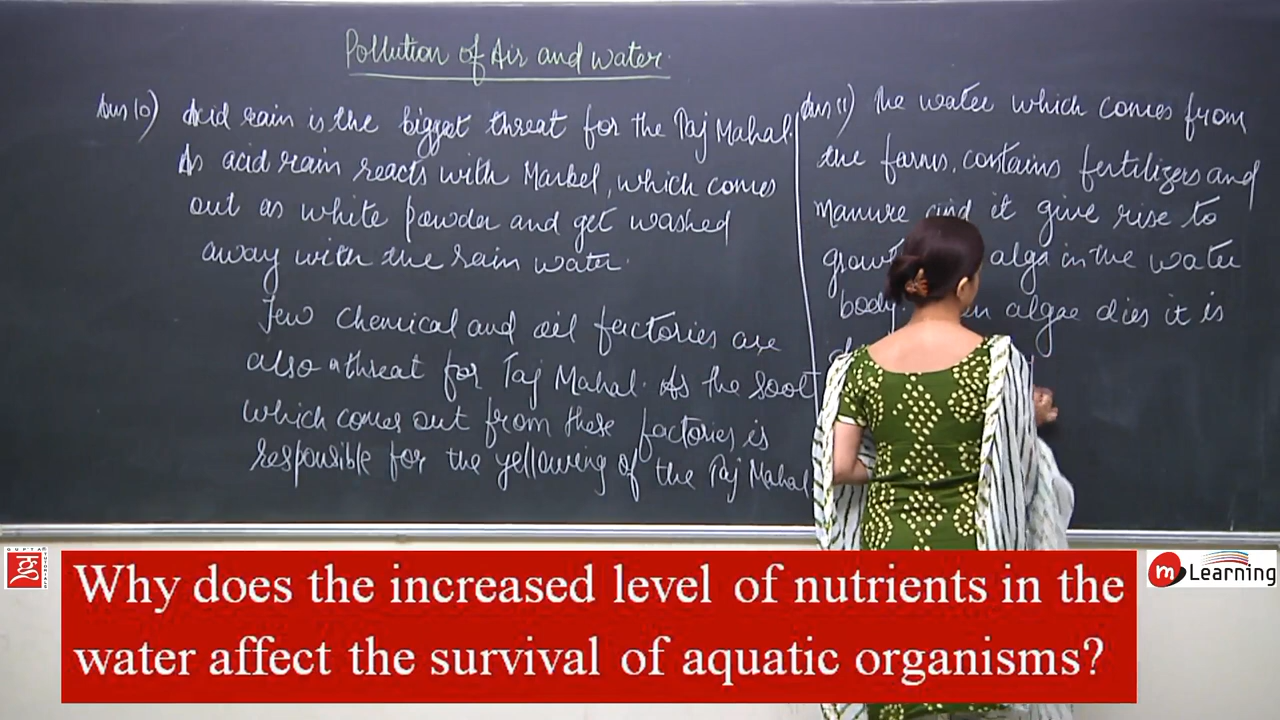 Pollution of Air and water.
Ans 10) Acid rain is the biggest threat for the Taj Mahal.
As acid rain reacts with Markel, which comes
out as white powder and get washed
away with the rain water.
Few chemical and oil factories are
also a threat for Taj Mahal. As the soot
which comes out from these factories is
responsible for the yellowing of the Taj Mahal
Ans 11) The water which comes from
the farms, contains fertilizers and
manure and it give rise to
growt alga in the water
body. algae dies it is
GUPTA TUTORIALS
Why does the increased level of nutrients in the
water affect the survival of aquatic organisms?
m Learning